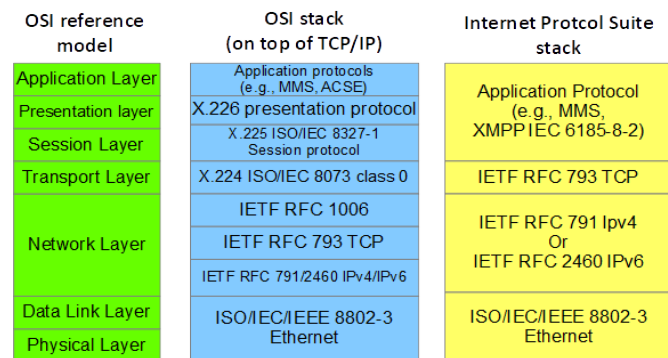 OSI reference
model
Application Layer
Presentation layer
Session Layer
Transport Layer
Network Layer
Data Link Layer
Physical Layer
OSI stack
(on top of TCP/IP)
Application protocols
(e.g., MMS, ACSE)
X.226 presentation protocol
X.225 ISO/IEC 8327-1
Session protocol
X.224 ISO/IEC 8073 class 0
IETF RFC 1006
IETF RFC 793 TCP
IETF RFC 791/2460 IPv4/IPv6
ISO/IEC/IEEE 8802-3
Ethernet
Internet Protcol Suite
stack
Application Protocol
(e.g., MMS,
XMPP IEC 6185-8-2)
IETF RFC 793 TCP
IETF RFC 791 Ipv4
Or
IETF RFC 2460 IPv6
ISO/IEC/IEEE 8802-3
Ethernet